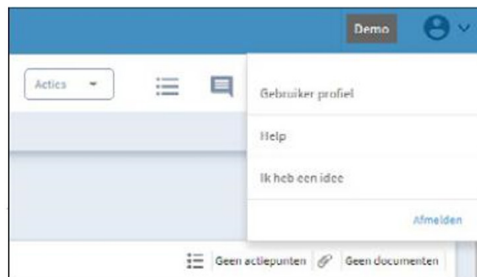 Demo
Acties
Gebruiker profiel
Help
Ik heb een idee
Afmelden
Geen actiepunten Geen documenten